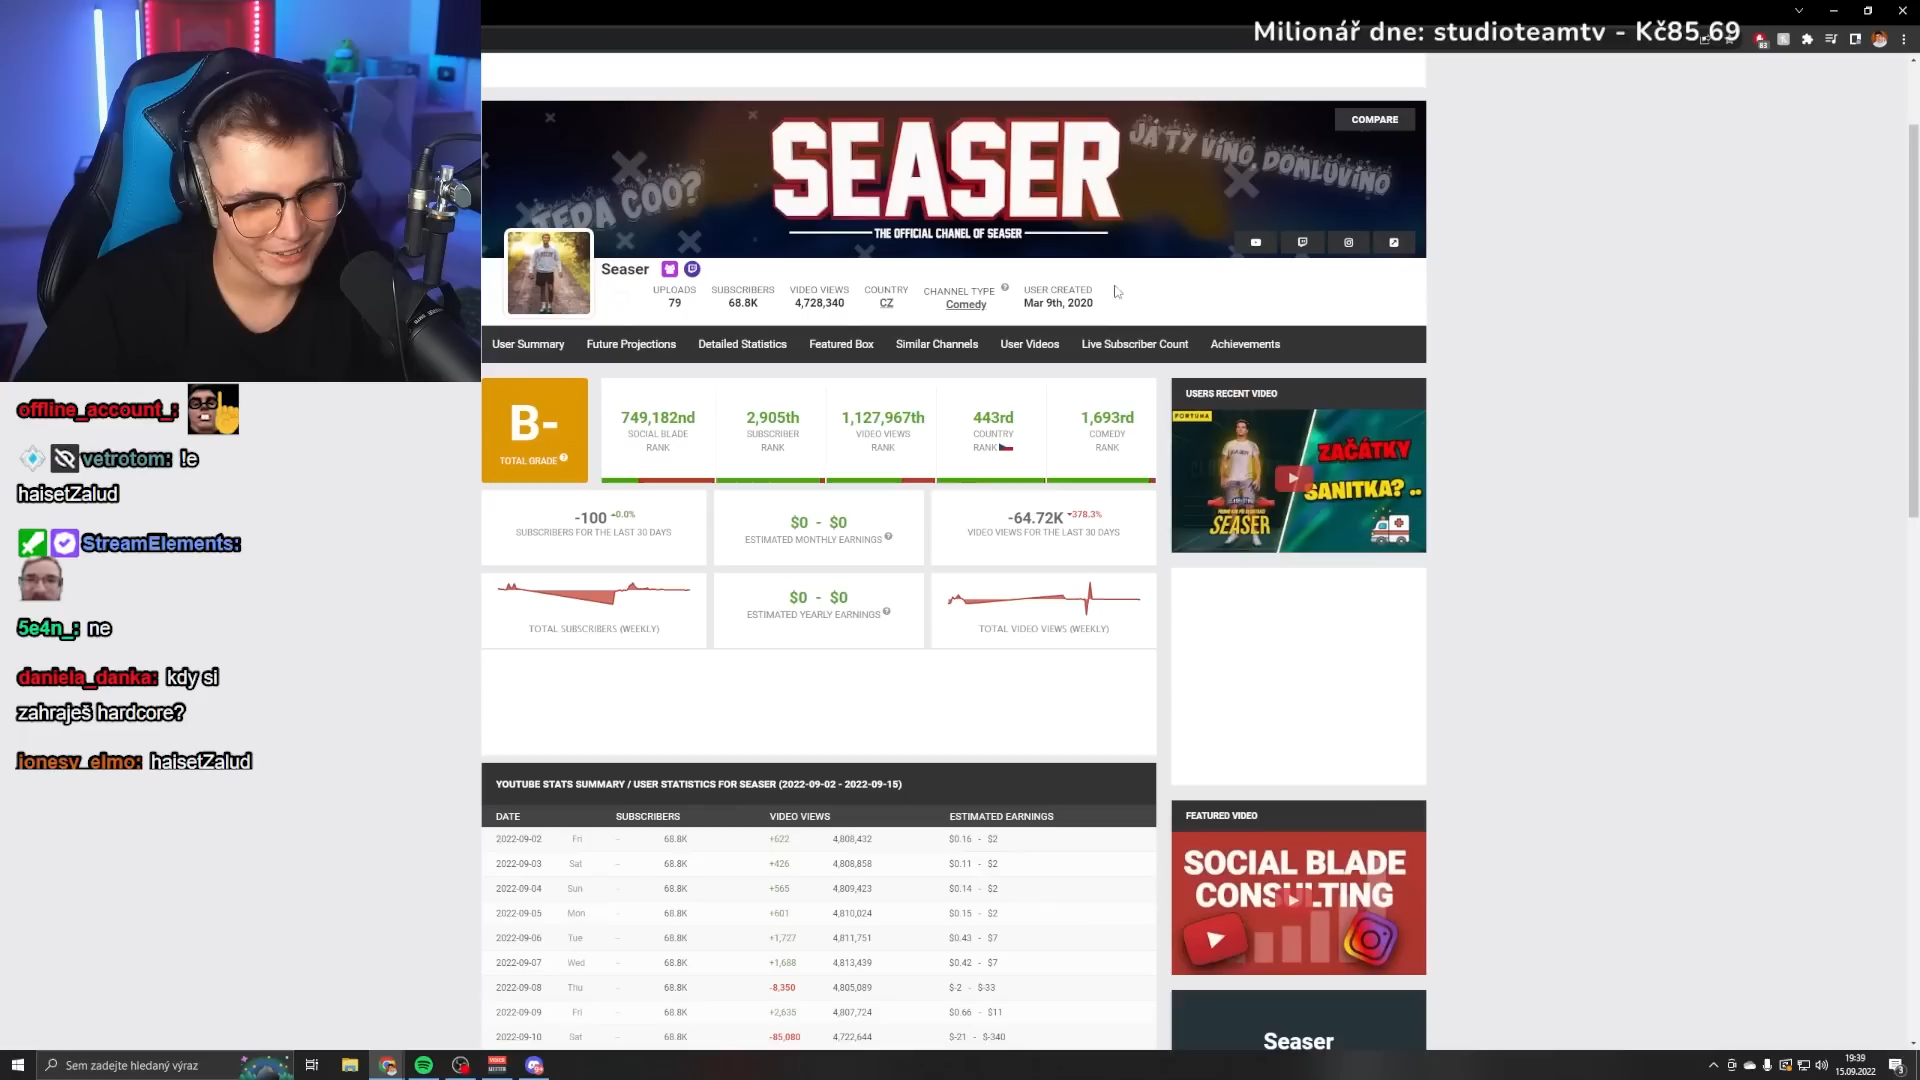 Milionář dne: studioteamtv - Kč85.69
COMPARE
SEASER
TEDA COO?
JÁ TY VÍNO, DOMLUVÍNO
THE OFFICIAL CHANEL OF SEASER
Seaser
UPLOADS
79
SUBSCRIBERS
68.8K
VIDEO VIEWS
4,728,340
COUNTRY
CZ
CHANNEL TYPE
Comedy
USER CREATED
Mar 9th, 2020
User Summary
Future Projections
Detailed Statistics
Featured Box
Similar Channels
User Videos
Live Subscriber Count
Achievements
B-
TOTAL GRADE
749,182nd
SOCIAL BLADE
RANK
2,905th
SUBSCRIBER
RANK
1,127,967th
VIDEO VIEWS
RANK
443rd
COUNTRY
RANK
1,693rd
COMEDY
RANK
-100 0.0%
SUBSCRIBERS FOR THE LAST 30 DAYS
$0 - $0
ESTIMATED MONTHLY EARNINGS
-64.72K -378.3%
VIDEO VIEWS FOR THE LAST 30 DAYS
TOTAL SUBSCRIBERS (WEEKLY)
$0 - $0
ESTIMATED YEARLY EARNINGS
TOTAL VIDEO VIEWS (WEEKLY)
USERS RECENT VIDEO
FORTUNA
ZAČÁTKY
SANITKA? ..
SEASER
offline_account_:
vetrotom: !e
haisetZalud
StreamElements:
5e4n_: ne
daniela_danka: kdy si
zahraješ hardcore?
jonesy_elmo: haisetZalud
YOUTUBE STATS SUMMARY / USER STATISTICS FOR SEASER (2022-09-02 - 2022-09-15)
DATE SUBSCRIBERS VIDEO VIEWS ESTIMATED EARNINGS
2022-09-02 Fri -- 68.8K +622 4,808,432 $0.16 - $2
2022-09-03 Sat -- 68.8K +426 4,808,858 $0.11 - $2
2022-09-04 Sun -- 68.8K +565 4,809,423 $0.14 - $2
2022-09-05 Mon -- 68.8K +601 4,810,024 $0.15 - $2
2022-09-06 Tue -- 68.8K +1,727 4,811,751 $0.43 - $7
2022-09-07 Wed -- 68.8K +1,688 4,813,439 $0.42 - $7
2022-09-08 Thu -- 68.8K -8,350 4,805,089 $-2 - $-33
2022-09-09 Fri -- 68.8K +2,635 4,807,724 $0.66 - $11
2022-09-10 Sat -- 68.8K -85,080 4,722,644 $-21 - $-340
FEATURED VIDEO
SOCIAL BLADE
CONSULTING
Seaser
Sem zadejte hledaný výraz
19:39
15.09.2022